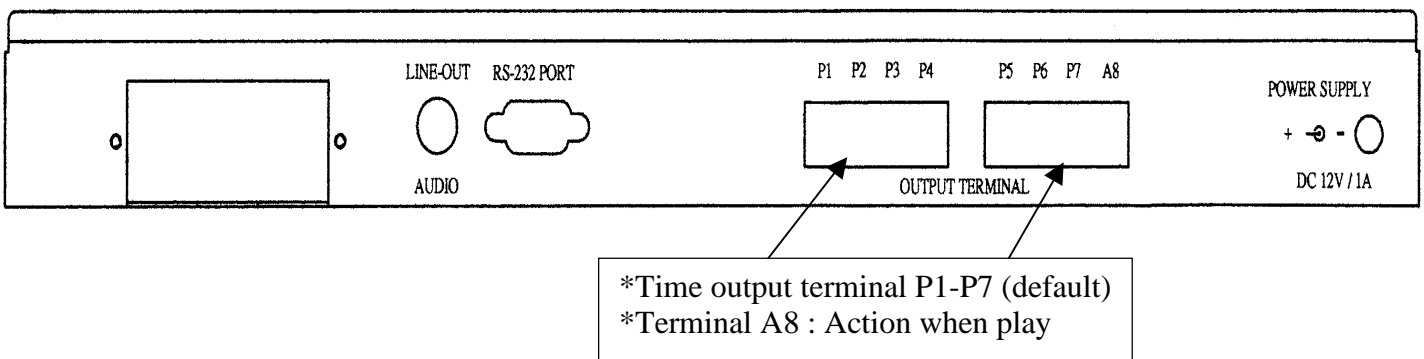 LINE-OUT RS-232 PORT P1 P2 P3 P4 P5 P6 P7 A8
POWER SUPPLY
+ -
AUDIO OUTPUT TERMINAL DC 12V / 1A
*Time output terminal P1-P7 (default)
*Terminal A8 : Action when play